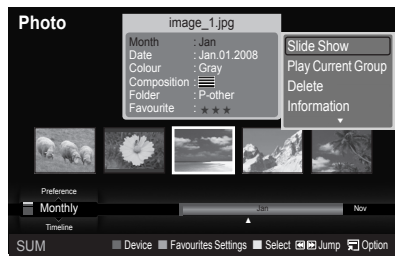 Photo
image_1.jpg
Month : Jan
Date : Jan.01.2008
Colour : Gray
Composition :
Folder : P-other
Favourite : ★★★
Slide Show
Play Current Group
Delete
Information
Preference
Monthly
Timeline
Jan
Nov
SUM
Device
Favourites Settings
Select
Jump
Option